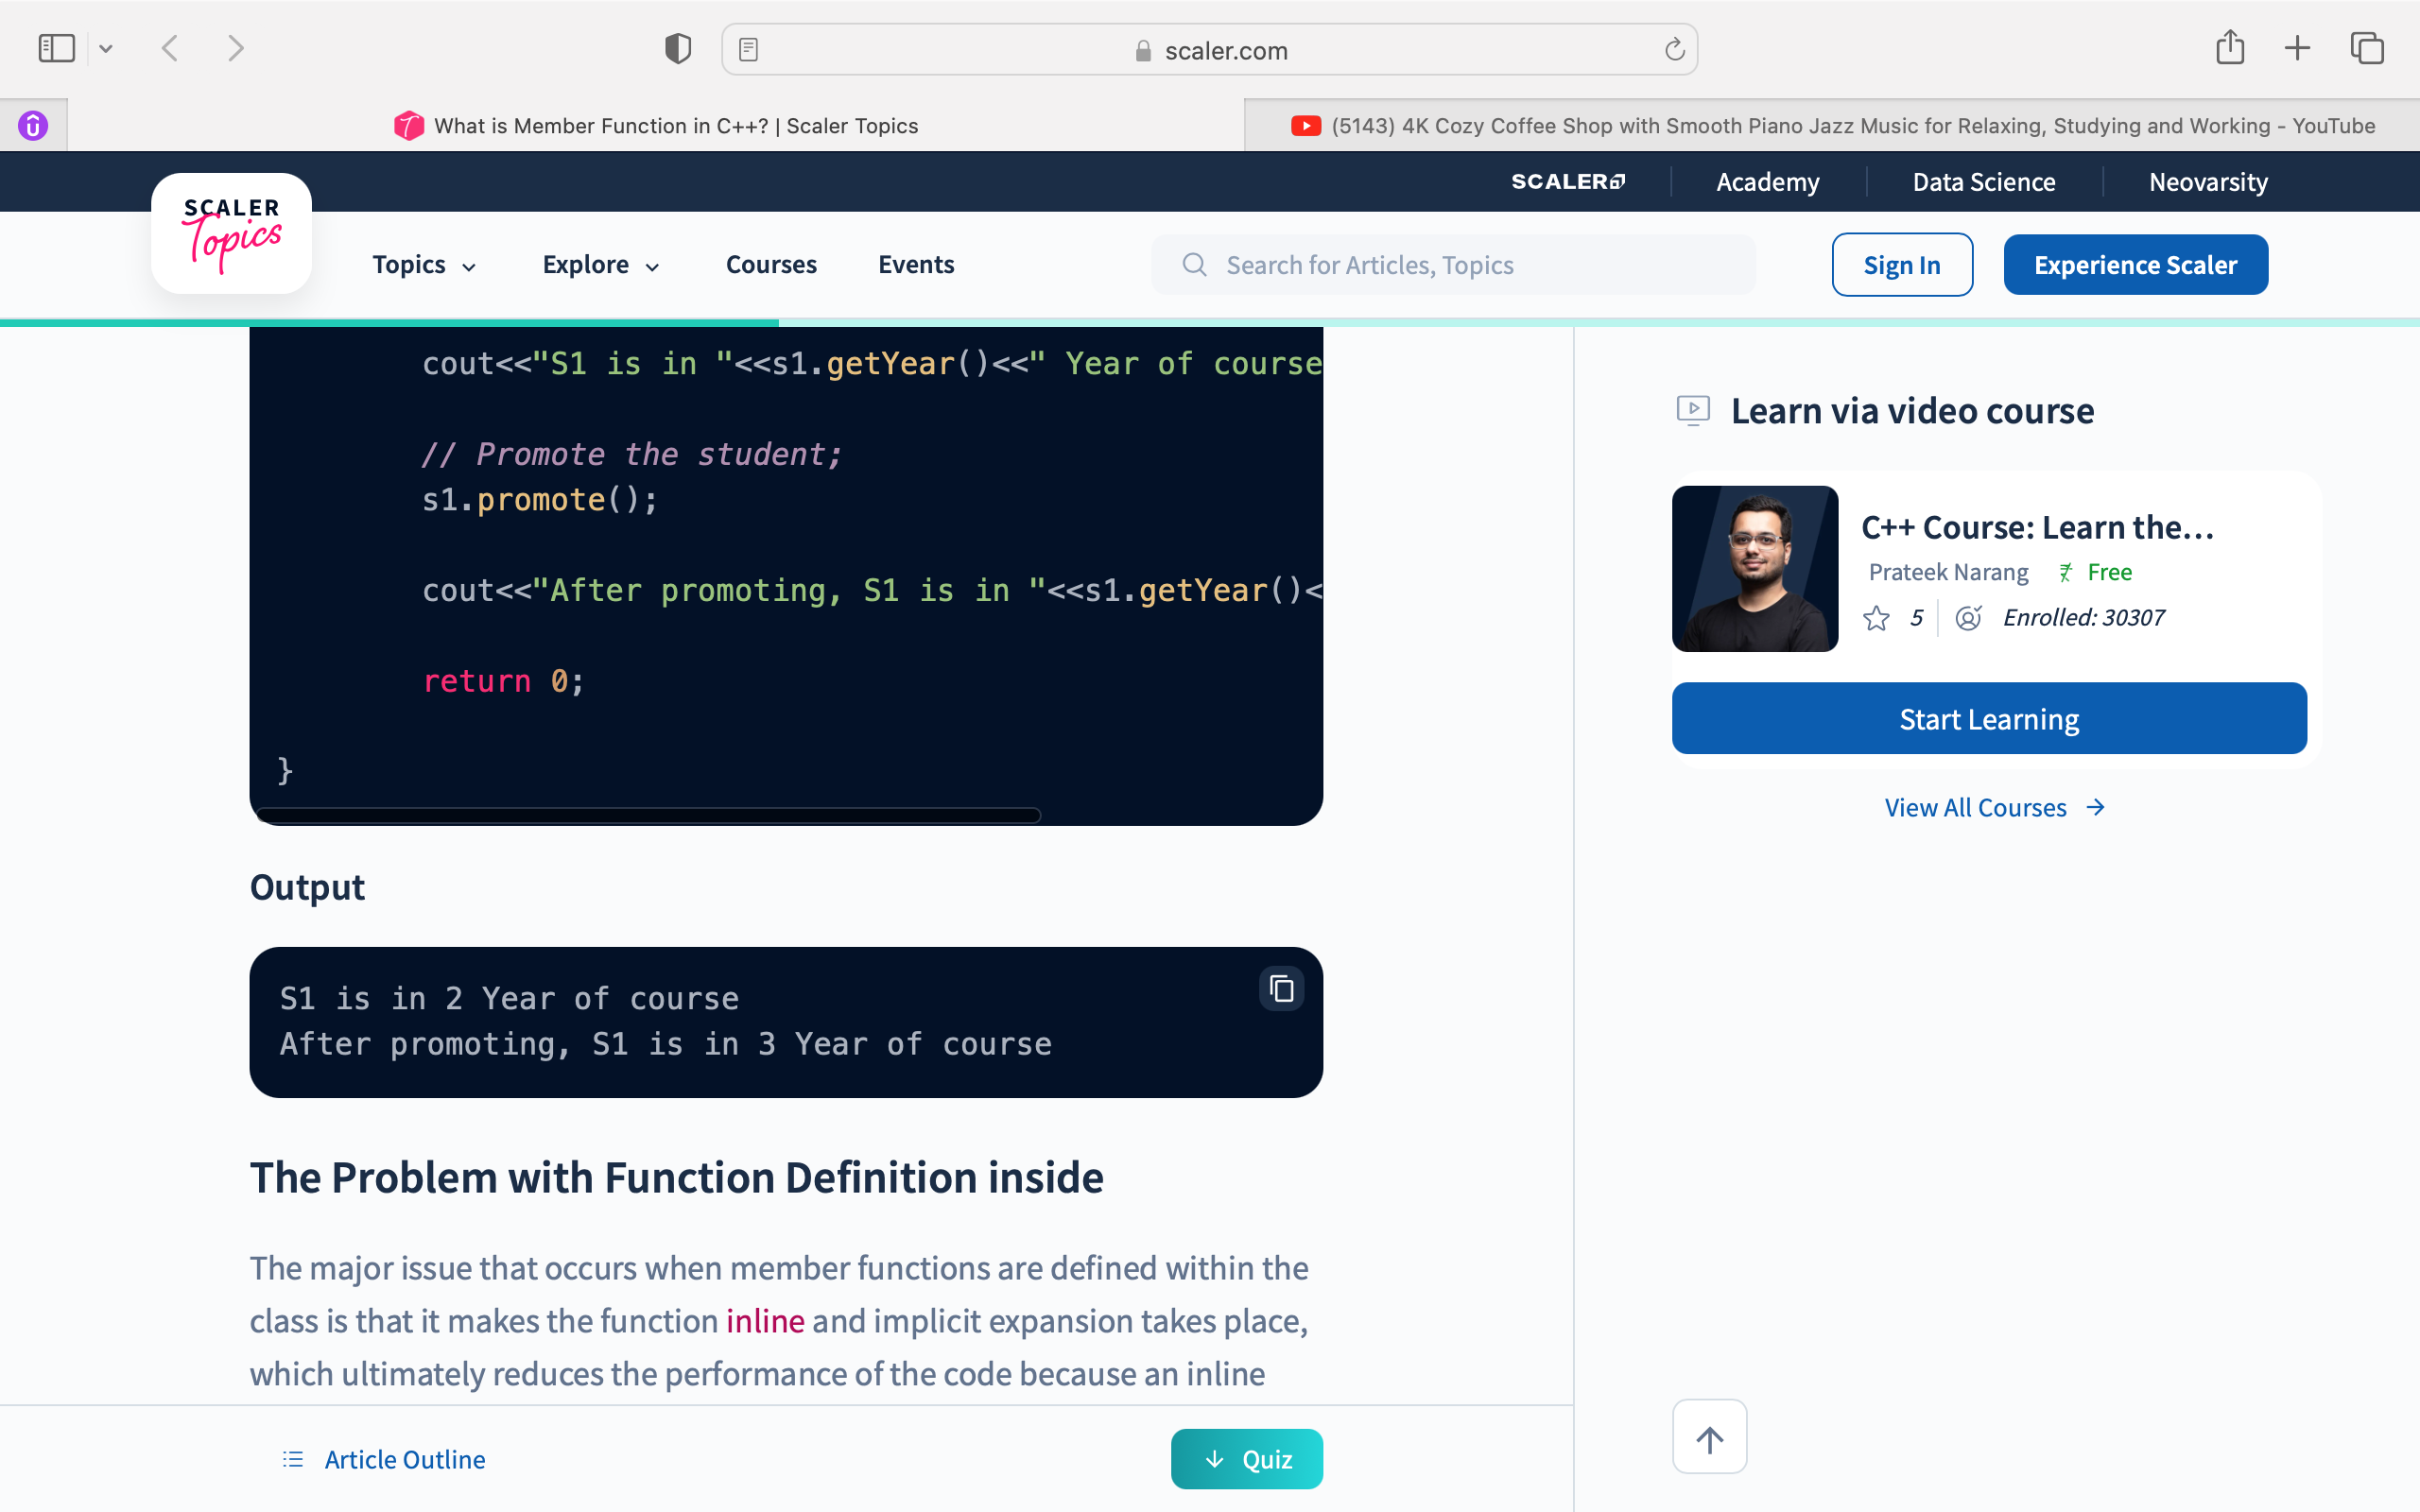 scaler.com
What is Member Function in C++? | Scaler Topics
(5143) 4K Cozy Coffee Shop with Smooth Piano Jazz Music for Relaxing, Studying and Working - YouTube
SCALER
Academy
Data Science
Neovarsity
SCALER
Topics
Topics
Explore
Courses
Events
Search for Articles, Topics
Sign In
Experience Scaler
cout<<"S1 is in "<<s1.getYear()<<" Year of course
// Promote the student;
s1.promote();
cout<<"After promoting, S1 is in "<<s1.getYear()<
return 0;
}
Output
S1 is in 2 Year of course
After promoting, S1 is in 3 Year of course
The Problem with Function Definition inside
The major issue that occurs when member functions are defined within the
class is that it makes the function inline and implicit expansion takes place,
which ultimately reduces the performance of the code because an inline
Article Outline
Quiz
Learn via video course
C++ Course: Learn the...
Prateek Narang
Free
5
Enrolled: 30307
Start Learning
View All Courses